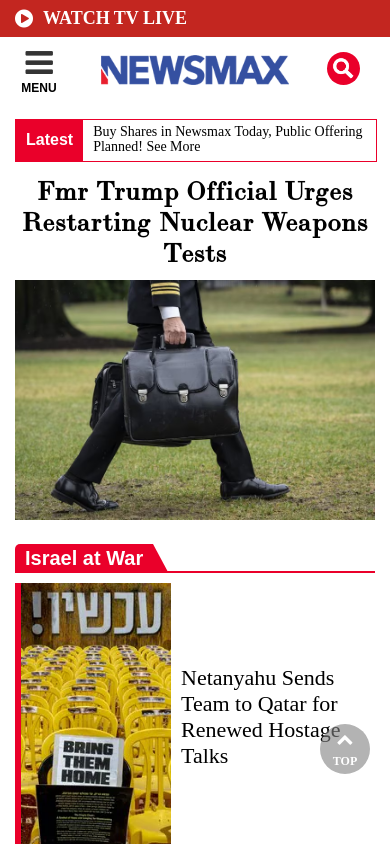 WATCH TV LIVE
MENU
NEWSMAX
Latest
Buy Shares in Newsmax Today, Public Offering
Planned! See More
Fmr Trump Official Urges
Restarting Nuclear Weapons
Tests
Israel at War
עכשיו!
BRING
THEM
HOME
Netanyahu Sends
Team to Qatar for
Renewed Hostage
Talks
TOP